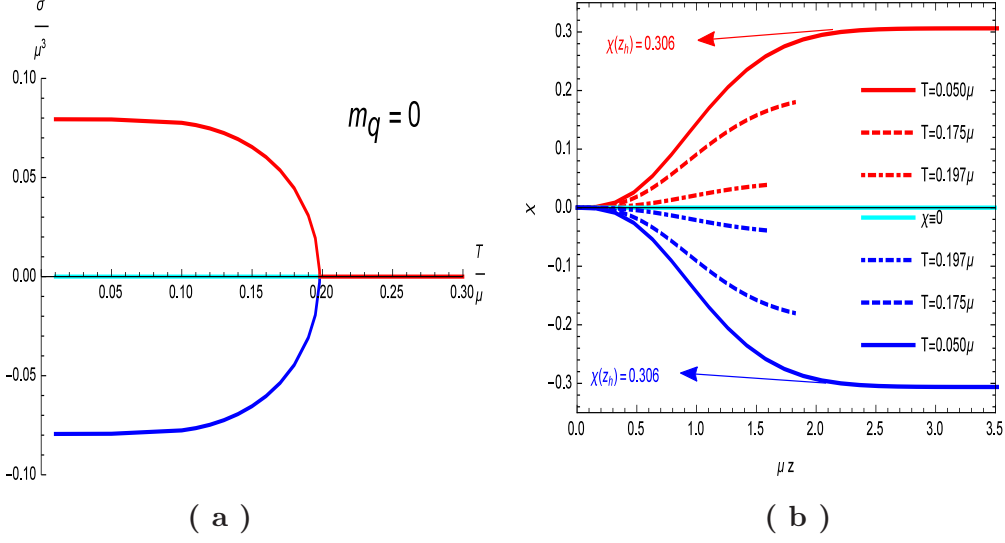 σ
μ³
0.10
m_q = 0
0.05
T
0.00
0.05 0.10 0.15 0.20 0.25 0.30
μ
-0.05
-0.10
( a )
0.3
χ(z_h) = 0.306
0.2
0.1
0.0
-0.1
-0.2
-0.3
χ
T=0.050μ
T=0.175μ
T=0.197μ
χ≡0
T=0.197μ
T=0.175μ
T=0.050μ
χ(z_h) = 0.306
0.0 0.5 1.0 1.5 2.0 2.5 3.0 3.5
μ z
( b )